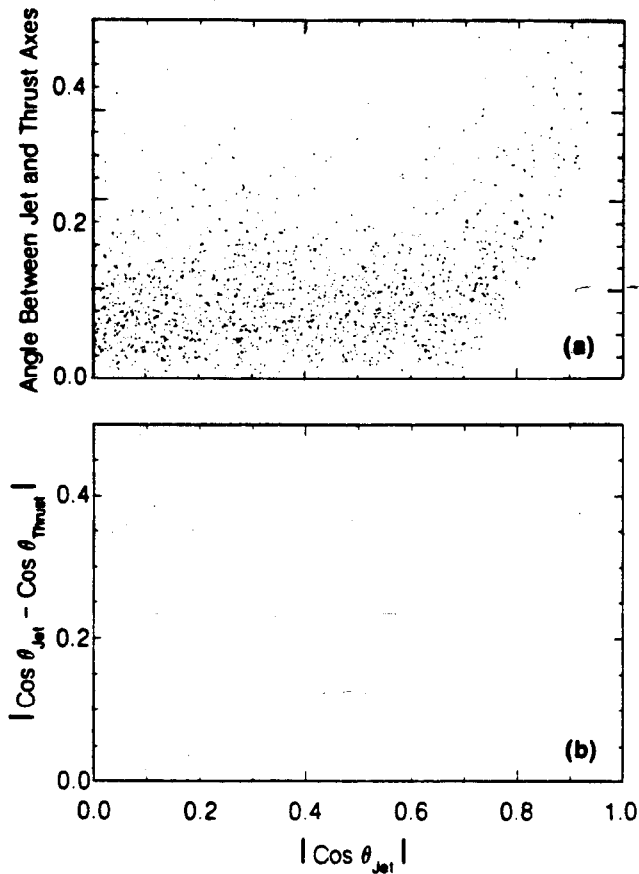 Angle Between Jet and Thrust Axes
0.4
0.2
0.0
(a)
| Cos θJet – Cos θThrust |
0.4
0.2
0.0
(b)
0.0 0.2 0.4 0.6 0.8 1.0
| Cos θJet |